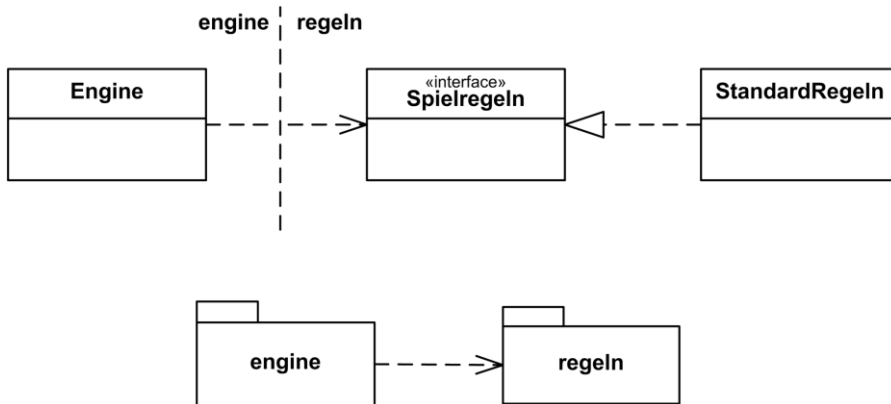 engine regeln
Engine
«interface»
Spielregeln
StandardRegeln
engine
regeln